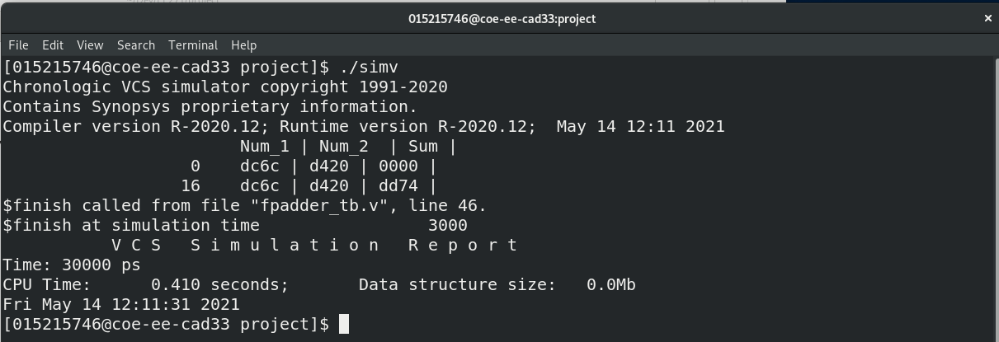 015215746@coe-ee-cad33:project
File Edit View Search Terminal Help
[015215746@coe-ee-cad33 project]$ ./simv
Chronologic VCS simulator copyright 1991-2020
Contains Synopsys proprietary information.
Compiler version R-2020.12; Runtime version R-2020.12;  May 14 12:11 2021
                        Num_1 | Num_2  | Sum |
                   0    dc6c | d420 | 0000 |
                  16    dc6c | d420 | dd74 |
$finish called from file "fpadder_tb.v", line 46.
$finish at simulation time                 3000
           V C S   S i m u l a t i o n   R e p o r t
Time: 30000 ps
CPU Time:      0.410 seconds;       Data structure size:   0.0Mb
Fri May 14 12:11:31 2021
[015215746@coe-ee-cad33 project]$